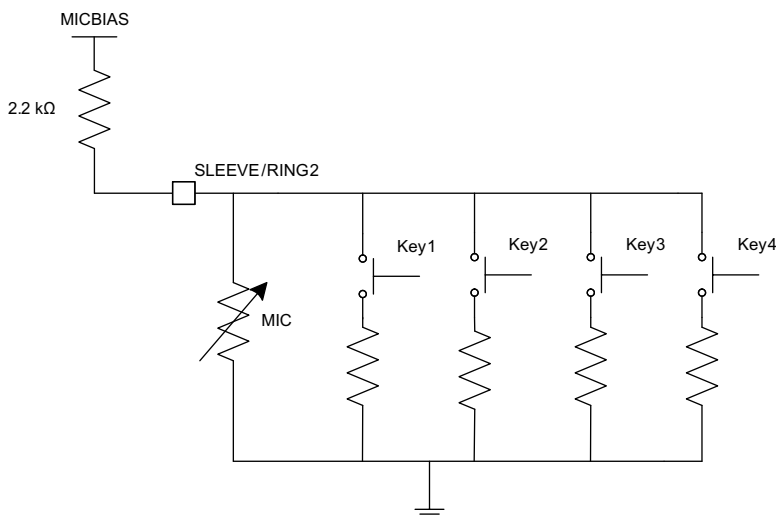 MICBIAS
2.2 kΩ
SLEEVE/RING2
Key1
Key2
Key3
Key4
MIC